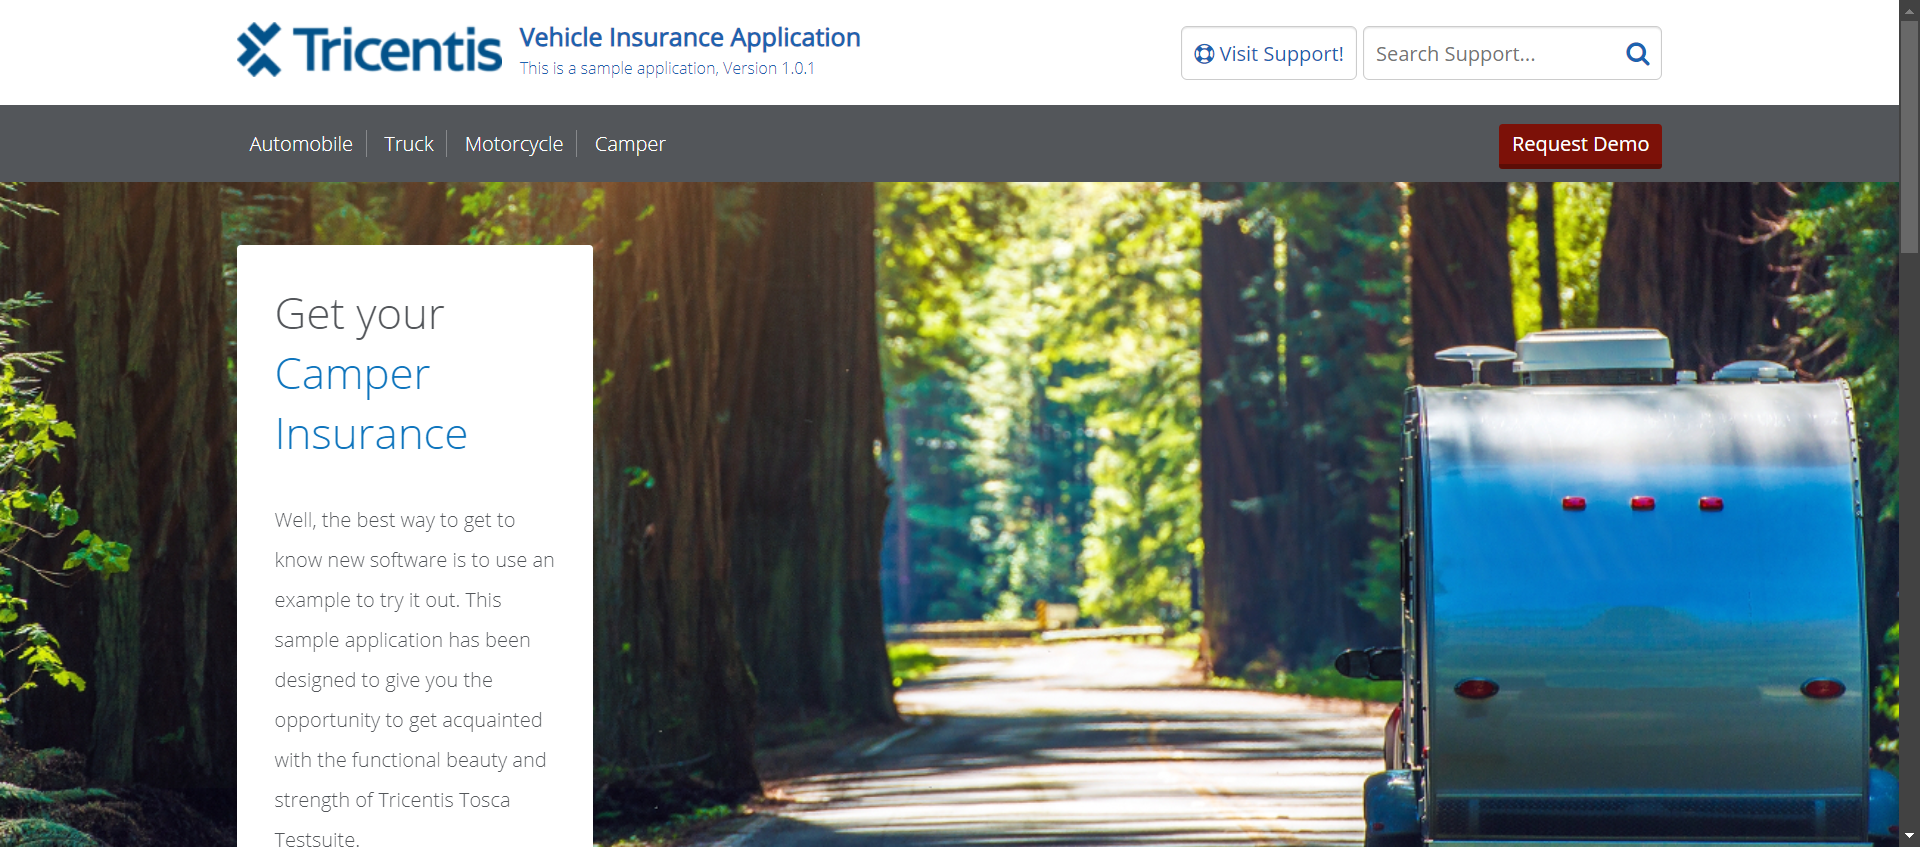 Tricentis
Vehicle Insurance Application
This is a sample application, Version 1.0.1
Visit Support!
Search Support...
Automobile
Truck
Motorcycle
Camper
Request Demo
Get your
Camper
Insurance
Well, the best way to get to
know new software is to use an
example to try it out. This
sample application has been
designed to give you the
opportunity to get acquainted
with the functional beauty and
strength of Tricentis Tosca
Testsuite.